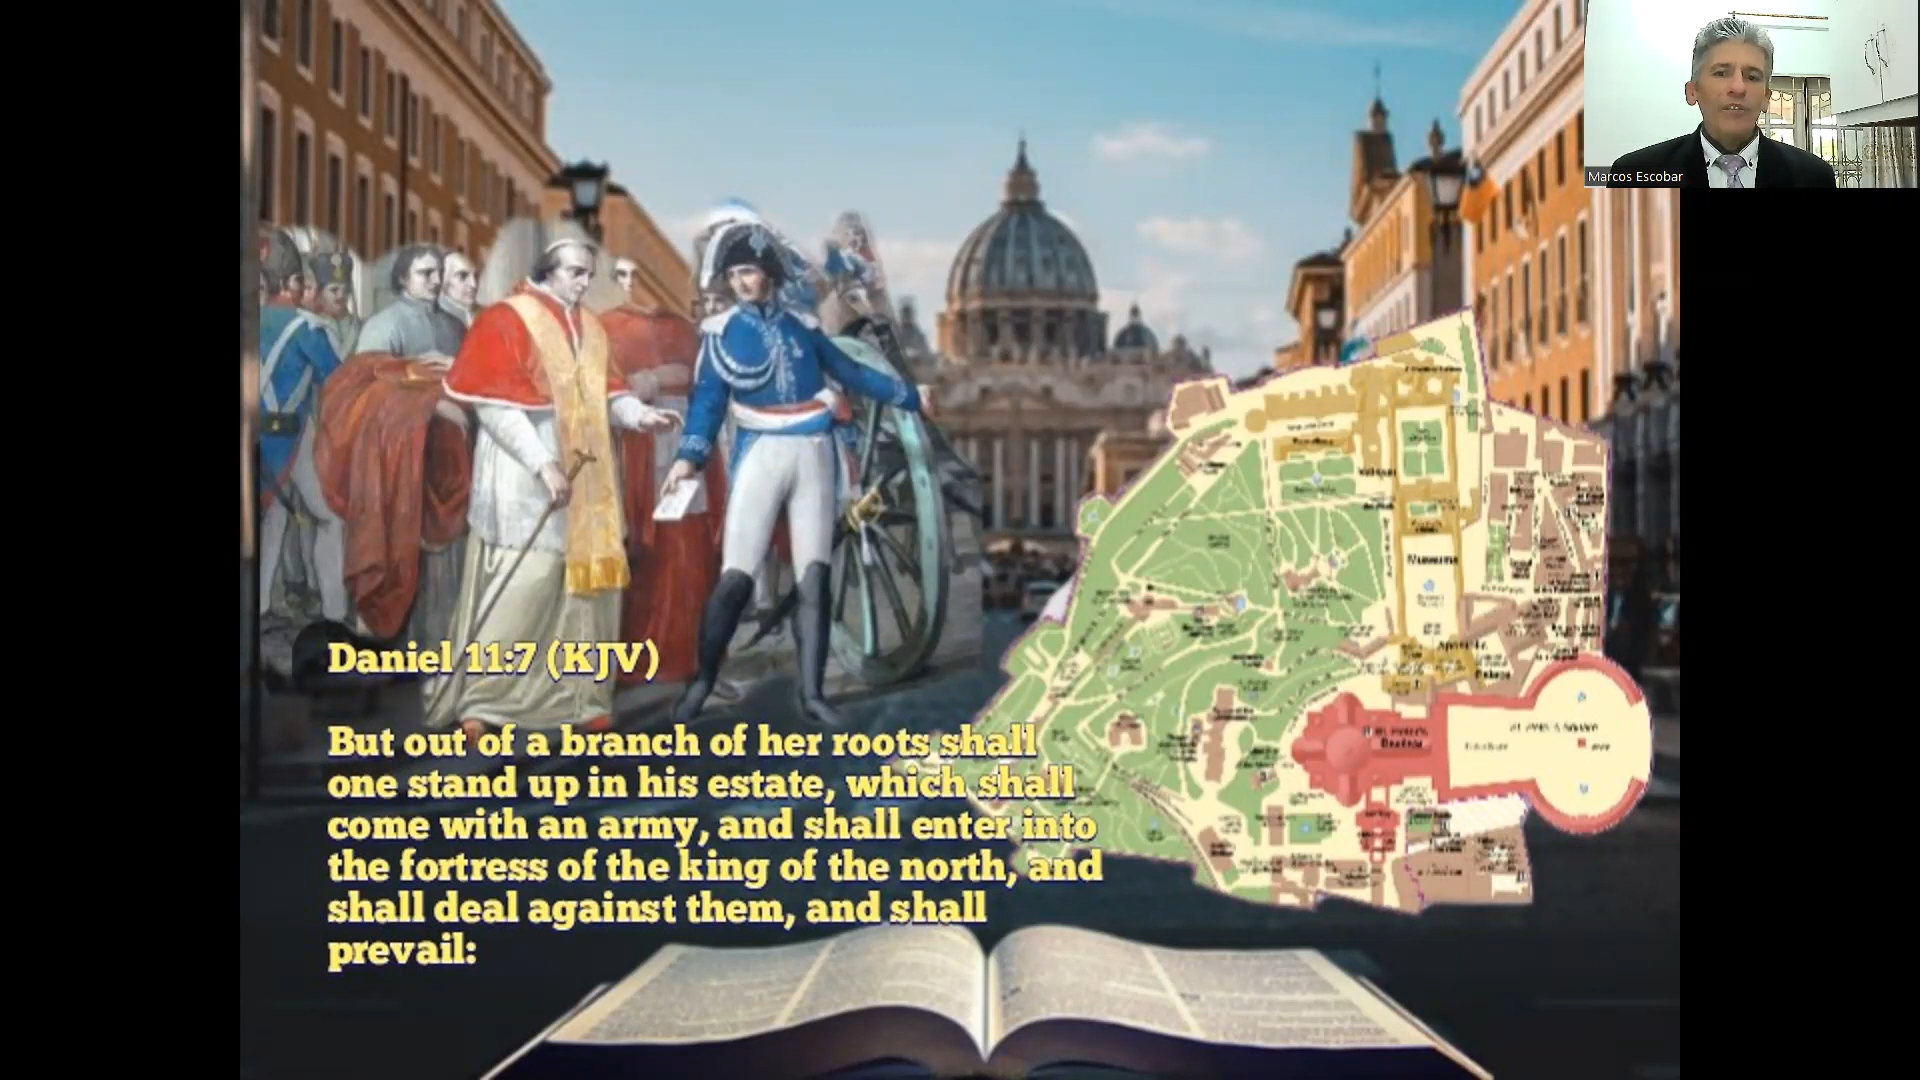 Marcos Escobar
Daniel 11:7 (KJV)
But out of a branch of her roots shall
one stand up in his estate, which shall
come with an army, and shall enter into
the fortress of the king of the north, and
shall deal against them, and shall
prevail:
Museums